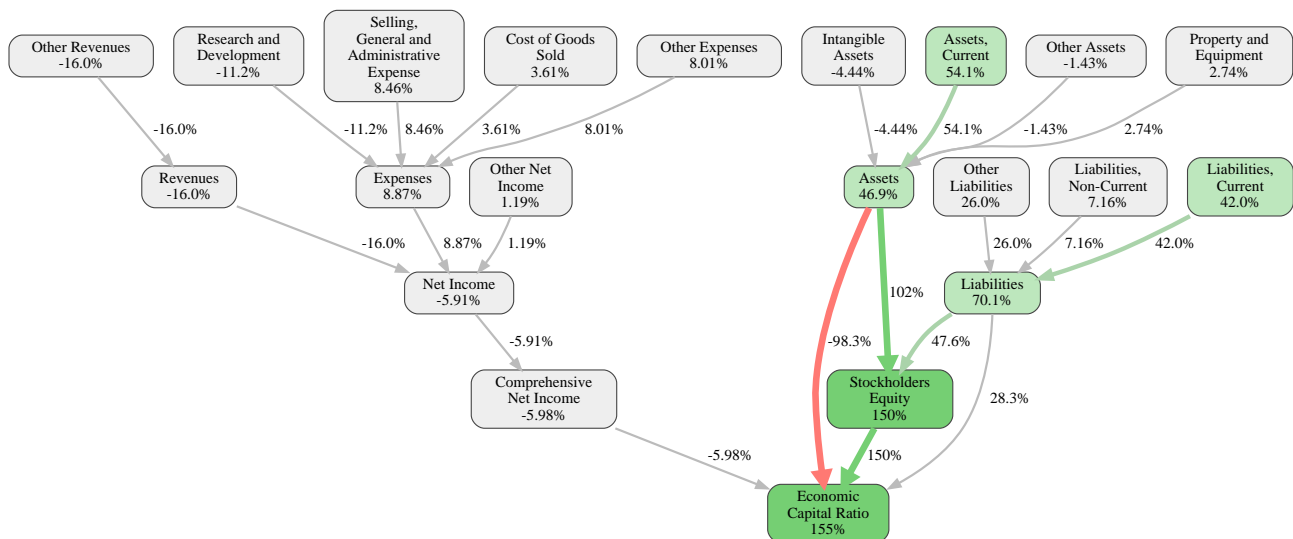 Other Revenues
-16.0%
Research and
Development
-11.2%
Selling,
General and
Administrative
Expense
8.46%
Cost of Goods
Sold
3.61%
Other Expenses
8.01%
Intangible
Assets
-4.44%
Assets,
Current
54.1%
Other Assets
-1.43%
Property and
Equipment
2.74%
-16.0%
-11.2%
8.46%
3.61%
8.01%
-4.44%
54.1%
-1.43%
2.74%
Revenues
-16.0%
Expenses
8.87%
Other Net
Income
1.19%
Assets
46.9%
Other
Liabilities
26.0%
Liabilities,
Non-Current
7.16%
Liabilities,
Current
42.0%
-16.0%
8.87%
1.19%
26.0%
7.16%
42.0%
Net Income
-5.91%
102%
Liabilities
70.1%
-5.91%
-98.3%
47.6%
Comprehensive
Net Income
-5.98%
Stockholders
Equity
150%
28.3%
-5.98%
150%
Economic
Capital Ratio
155%